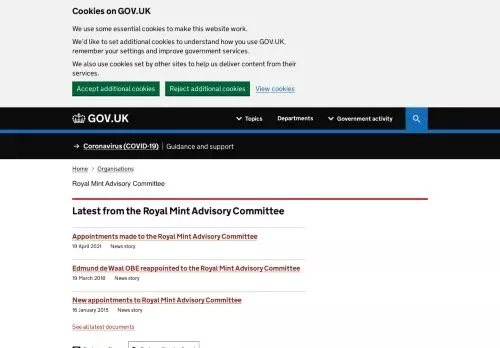 Cookies on GOV.UK
We use some essential cookies to make this website work.
We'd like to set additional cookies to understand how you use GOV.UK,
remember your settings and improve government services.
We also use cookies set by other sites to help us deliver content from their
services.
Accept additional cookies Reject additional cookies View cookies
GOV.UK Topics Departments Government activity
→ Coronavirus (COVID-19) Guidance and support
Home > Organisations
Royal Mint Advisory Committee
Latest from the Royal Mint Advisory Committee
Appointments made to the Royal Mint Advisory Committee
19 April 2021 News story
Edmund de Waal OBE reappointed to the Royal Mint Advisory Committee
19 March 2018 News story
New appointments to Royal Mint Advisory Committee
16 January 2015 News story
See all latest documents